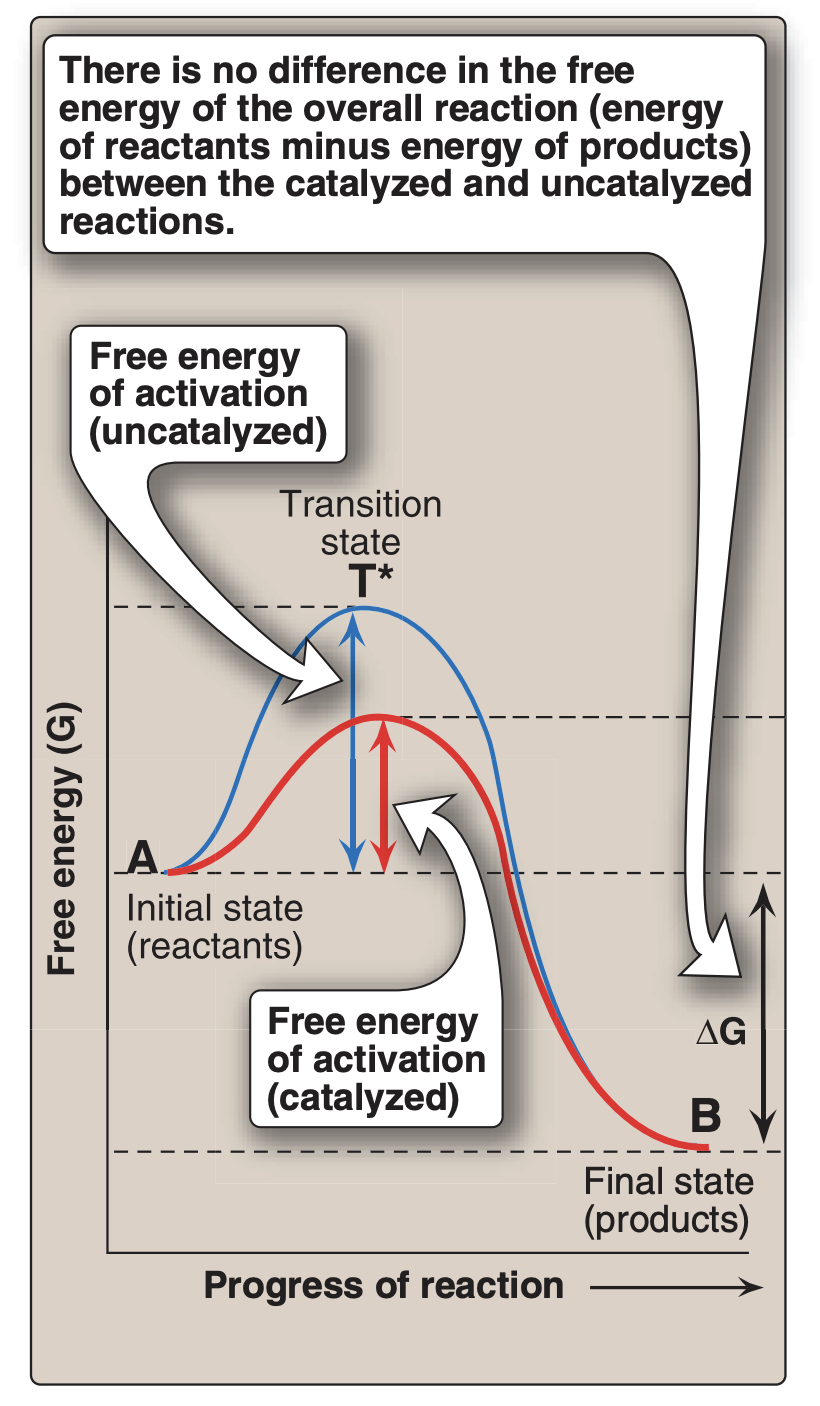 There is no difference in the free
energy of the overall reaction (energy
of reactants minus energy of products)
between the catalyzed and uncatalyzed
reactions.
Free energy
of activation
(uncatalyzed)
Transition
state
T*
Free energy (G)
A
Initial state
(reactants)
Free energy
of activation
(catalyzed)
ΔG
B
Final state
(products)
Progress of reaction